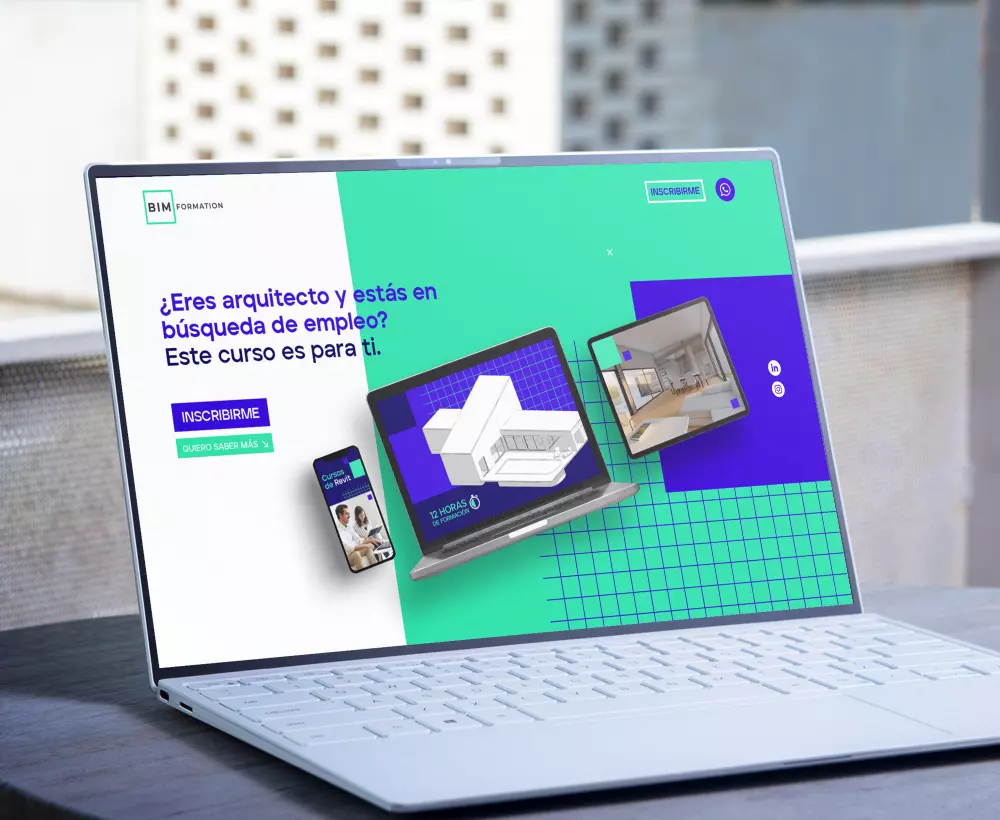 BIM FORMATION
INSCRIBIRME
x
¿Eres arquitecto y estás en
búsqueda de empleo?
Este curso es para ti.
INSCRIBIRME
QUIERO SABER MÁS
Cursos
de Revit
12 HORAS
DE FORMACIÓN
in